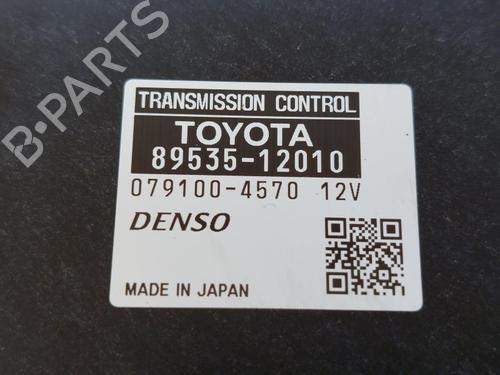 B-PARTS
TRANSMISSION CONTROL
TOYOTA
89535-12010
079100-4570 12V
DENSO
MADE IN JAPAN